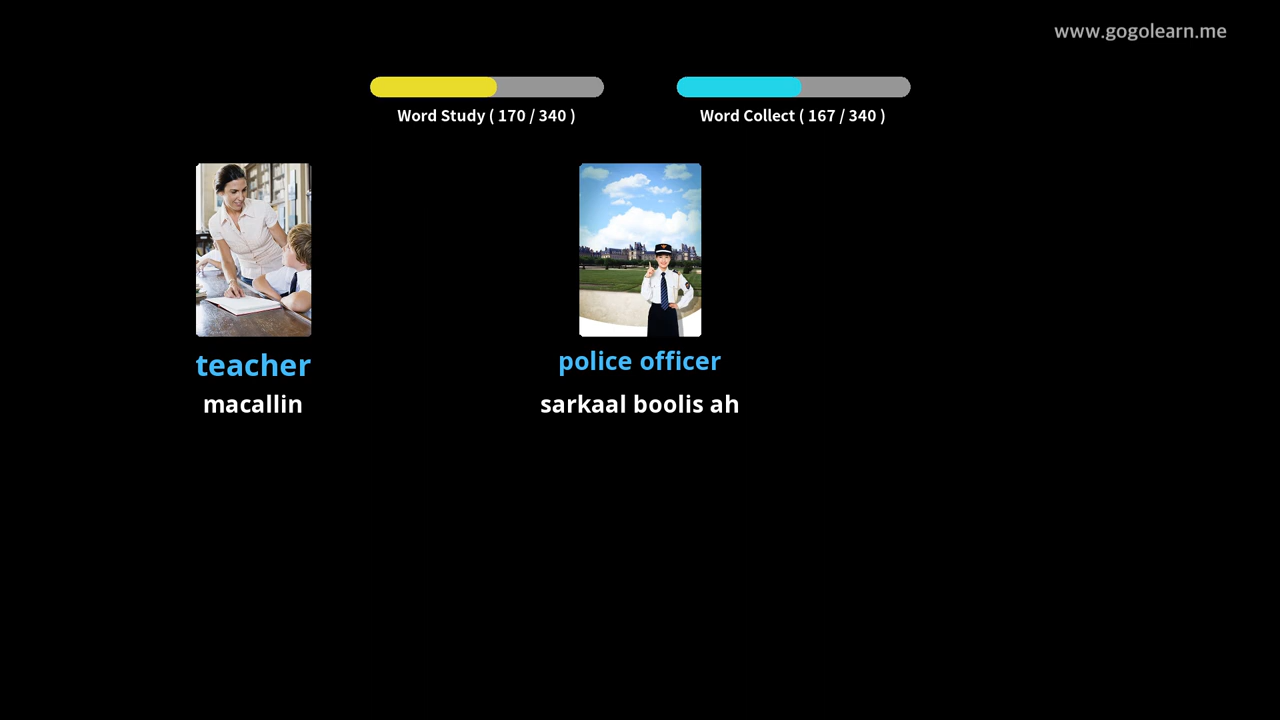 www.gogolearn.me
Word Study ( 170 / 340 )
Word Collect ( 167 / 340 )
teacher
macallin
police officer
sarkaal boolis ah